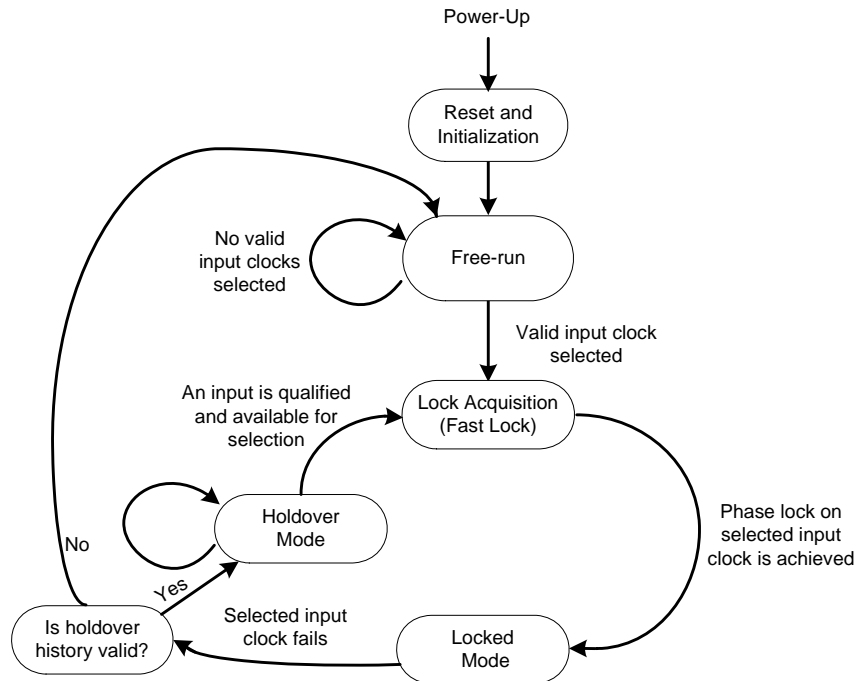 Power-Up
Reset and
Initialization
No valid
input clocks
selected
Free-run
Valid input clock
selected
An input is qualified
and available for
selection
Lock Acquisition
(Fast Lock)
Holdover
Mode
Phase lock on
selected input
clock is achieved
No
Yes
Selected input
clock fails
Is holdover
history valid?
Locked
Mode